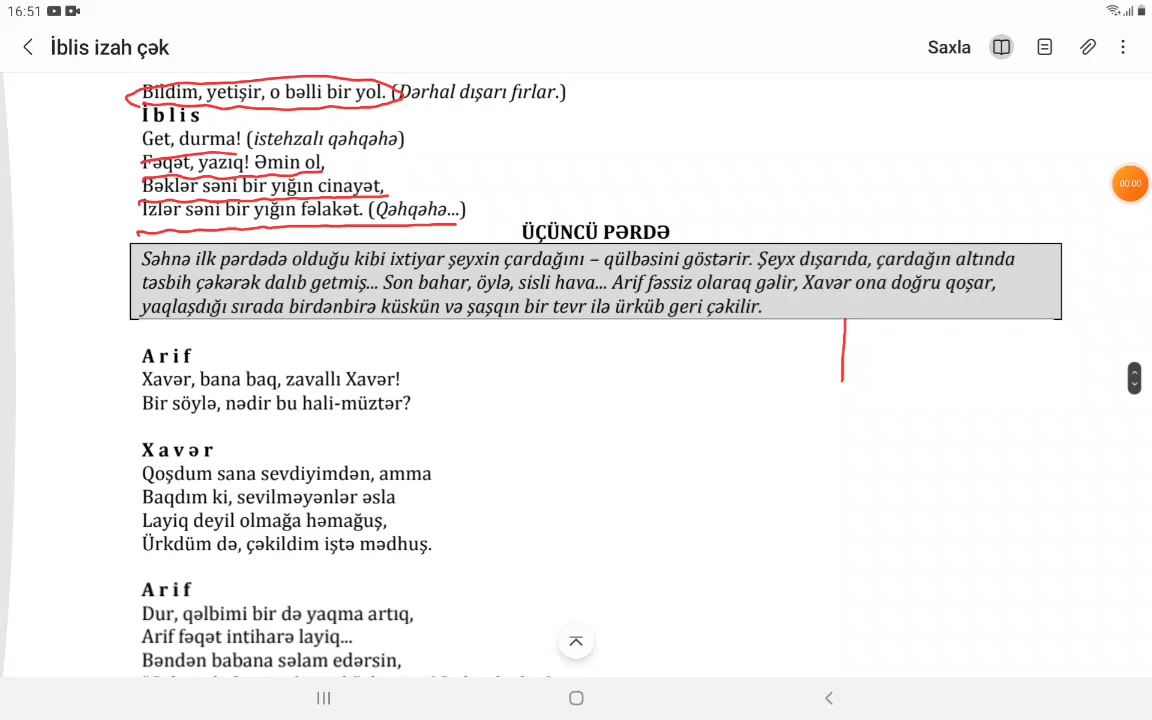 16:51
İblis izah çək
Saxla
Bildim, yetişir, o bəlli bir yol. (Dərhal dışarı fırlar.)
İblis
Get, durma! (istehzalı qəhqəhə)
Fəqət, yazıq! Əmin ol,
Bəklər səni bir yığın cinayət,
İzlər səni bir yığın fəlakət. (Qəhqəhə...)
00:00
ÜÇÜNCÜ PƏRDƏ
Səhnə ilk pərdədə olduğu kibi ixtiyar şeyxin çardağını – qülbəsini göstərir. Şeyx dışarıda, çardağın altında
təsbih çəkərək dalıb getmiş... Son bahar, öylə, sisli hava... Arif fəssiz olaraq gəlir, Xavər ona doğru qoşar,
yaqlaşdığı sırada birdənbirə küskün və şaşqın bir tevr ilə ürküb geri çəkilir.
Arif
Xavər, bana baq, zavallı Xavər!
Bir söylə, nədir bu hali-müztər?
Xavər
Qoşdum sana sevdiyimdən, amma
Baqdım ki, sevilməyənlər əsla
Layiq deyil olmağa həmağuş,
Ürkdüm də, çəkildim iştə mədhuş.
Arif
Dur, qəlbimi bir də yaqma artıq,
Arif fəqət intiharə layiq...
Bəndən babana səlam edərsin,